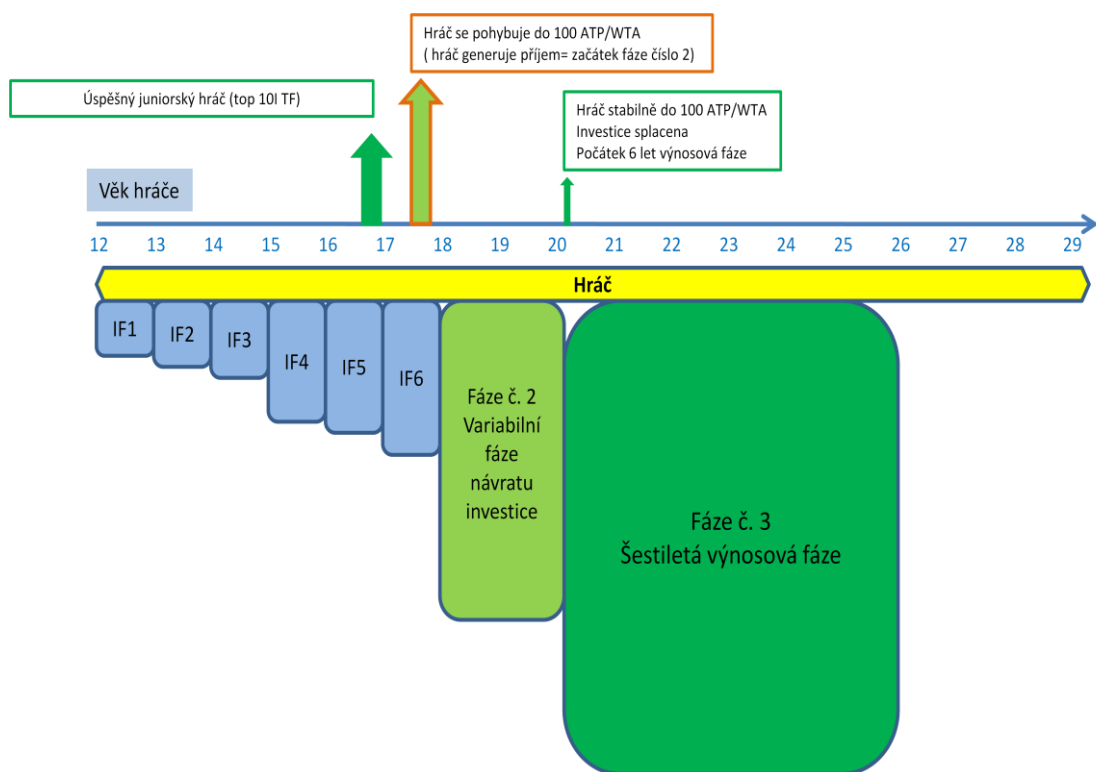 Hráč se pohybuje do 100 ATP/WTA
( hráč generuje příjem= začátek fáze číslo 2)
Úspěšný juniorský hráč (top 10I TF)
Hráč stabilně do 100 ATP/WTA
Investice splacena
Počátek 6 let výnosová fáze
Věk hráče
12 13 14 15 16 17 18 19 20 21 22 23 24 25 26 27 28 29
Hráč
IF1 IF2 IF3 IF4 IF5 IF6
Fáze č. 2
Variabilní
fáze
návratu
investice
Fáze č. 3
Šestiletá výnosová fáze